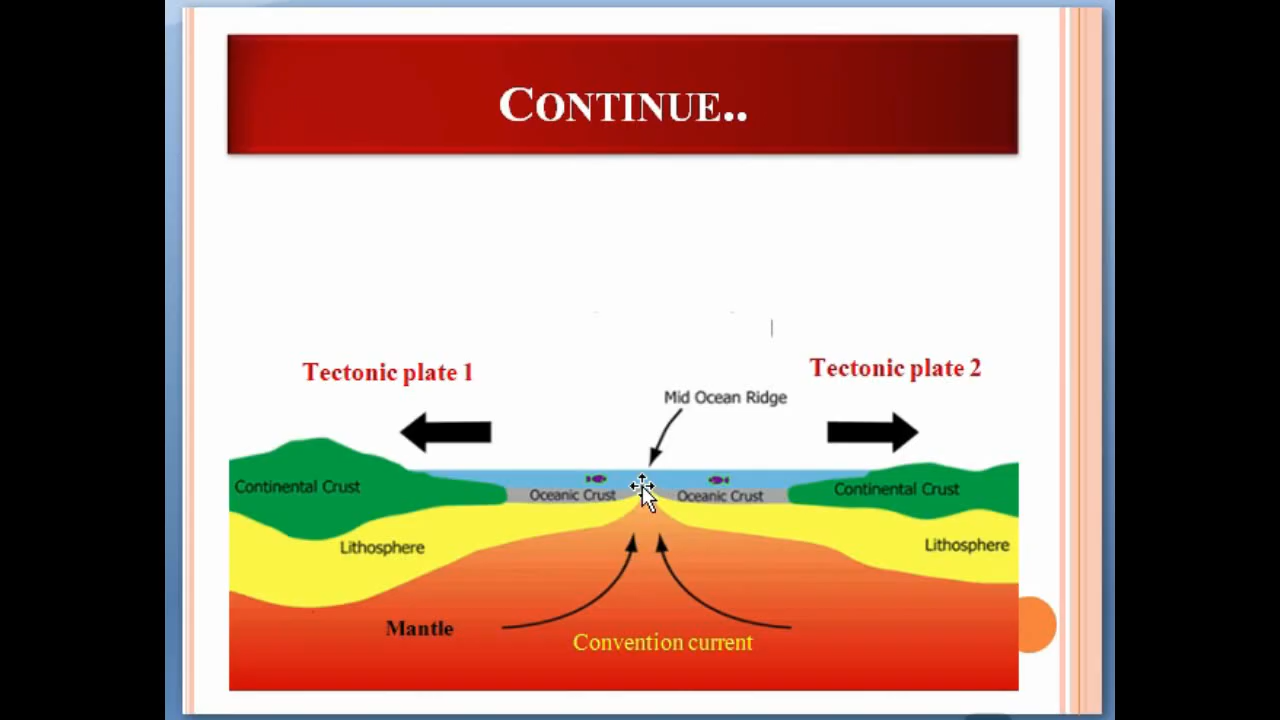 CONTINUE..
Tectonic plate 1
Tectonic plate 2
Mid Ocean Ridge
Continental Crust
Oceanic Crust
Oceanic Crust
Continental Crust
Lithosphere
Lithosphere
Mantle
Convention current